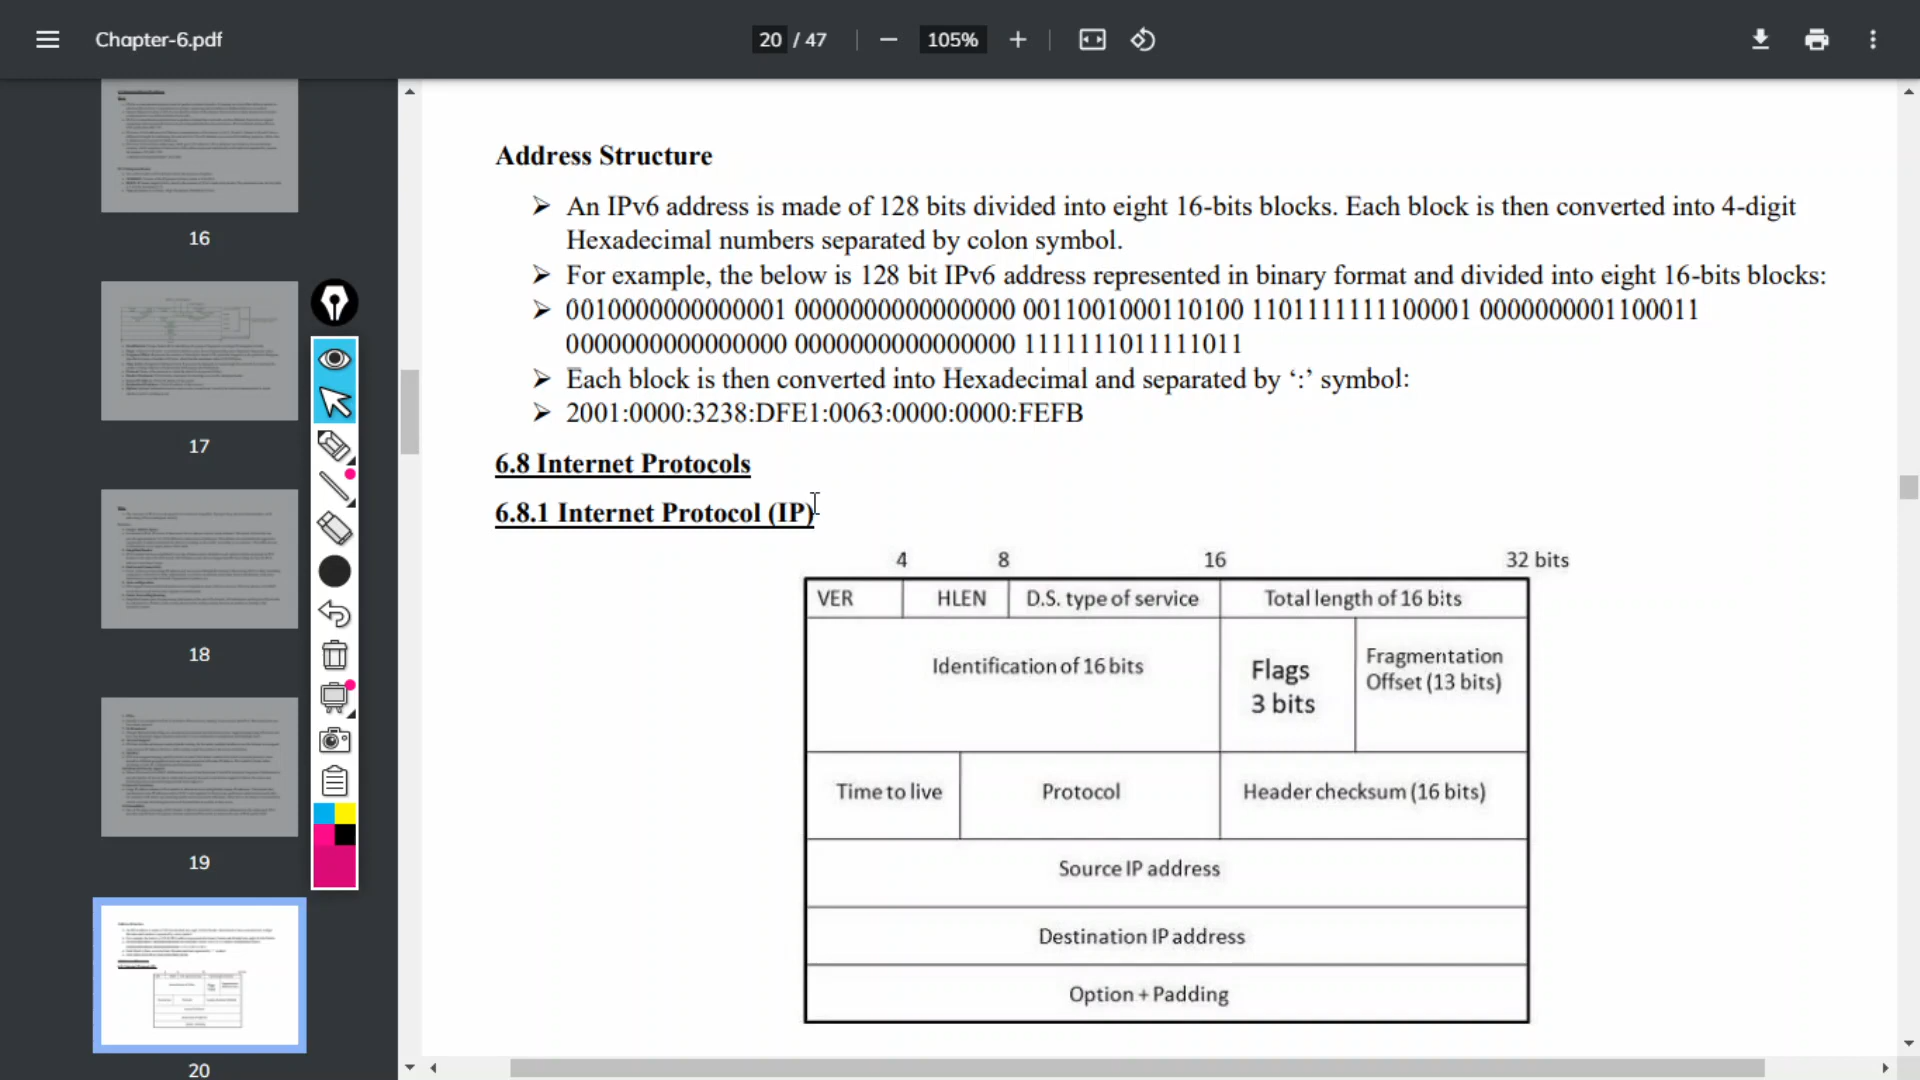 Chapter-6.pdf
20 / 47
105%
16
17
18
19
20
Address Structure
➢ An IPv6 address is made of 128 bits divided into eight 16-bits blocks. Each block is then converted into 4-digit
Hexadecimal numbers separated by colon symbol.
➢ For example, the below is 128 bit IPv6 address represented in binary format and divided into eight 16-bits blocks:
➢ 0010000000000001 0000000000000000 0011001000110100 1101111111100001 0000000001100011
0000000000000000 0000000000000000 1111111011111011
➢ Each block is then converted into Hexadecimal and separated by ‘:’ symbol:
➢ 2001:0000:3238:DFE1:0063:0000:0000:FEFB
6.8 Internet Protocols
6.8.1 Internet Protocol (IP)
4 8 16 32 bits
VER HLEN D.S. type of service Total length of 16 bits
Identification of 16 bits Flags 3 bits Fragmentation Offset (13 bits)
Time to live Protocol Header checksum (16 bits)
Source IP address
Destination IP address
Option + Padding